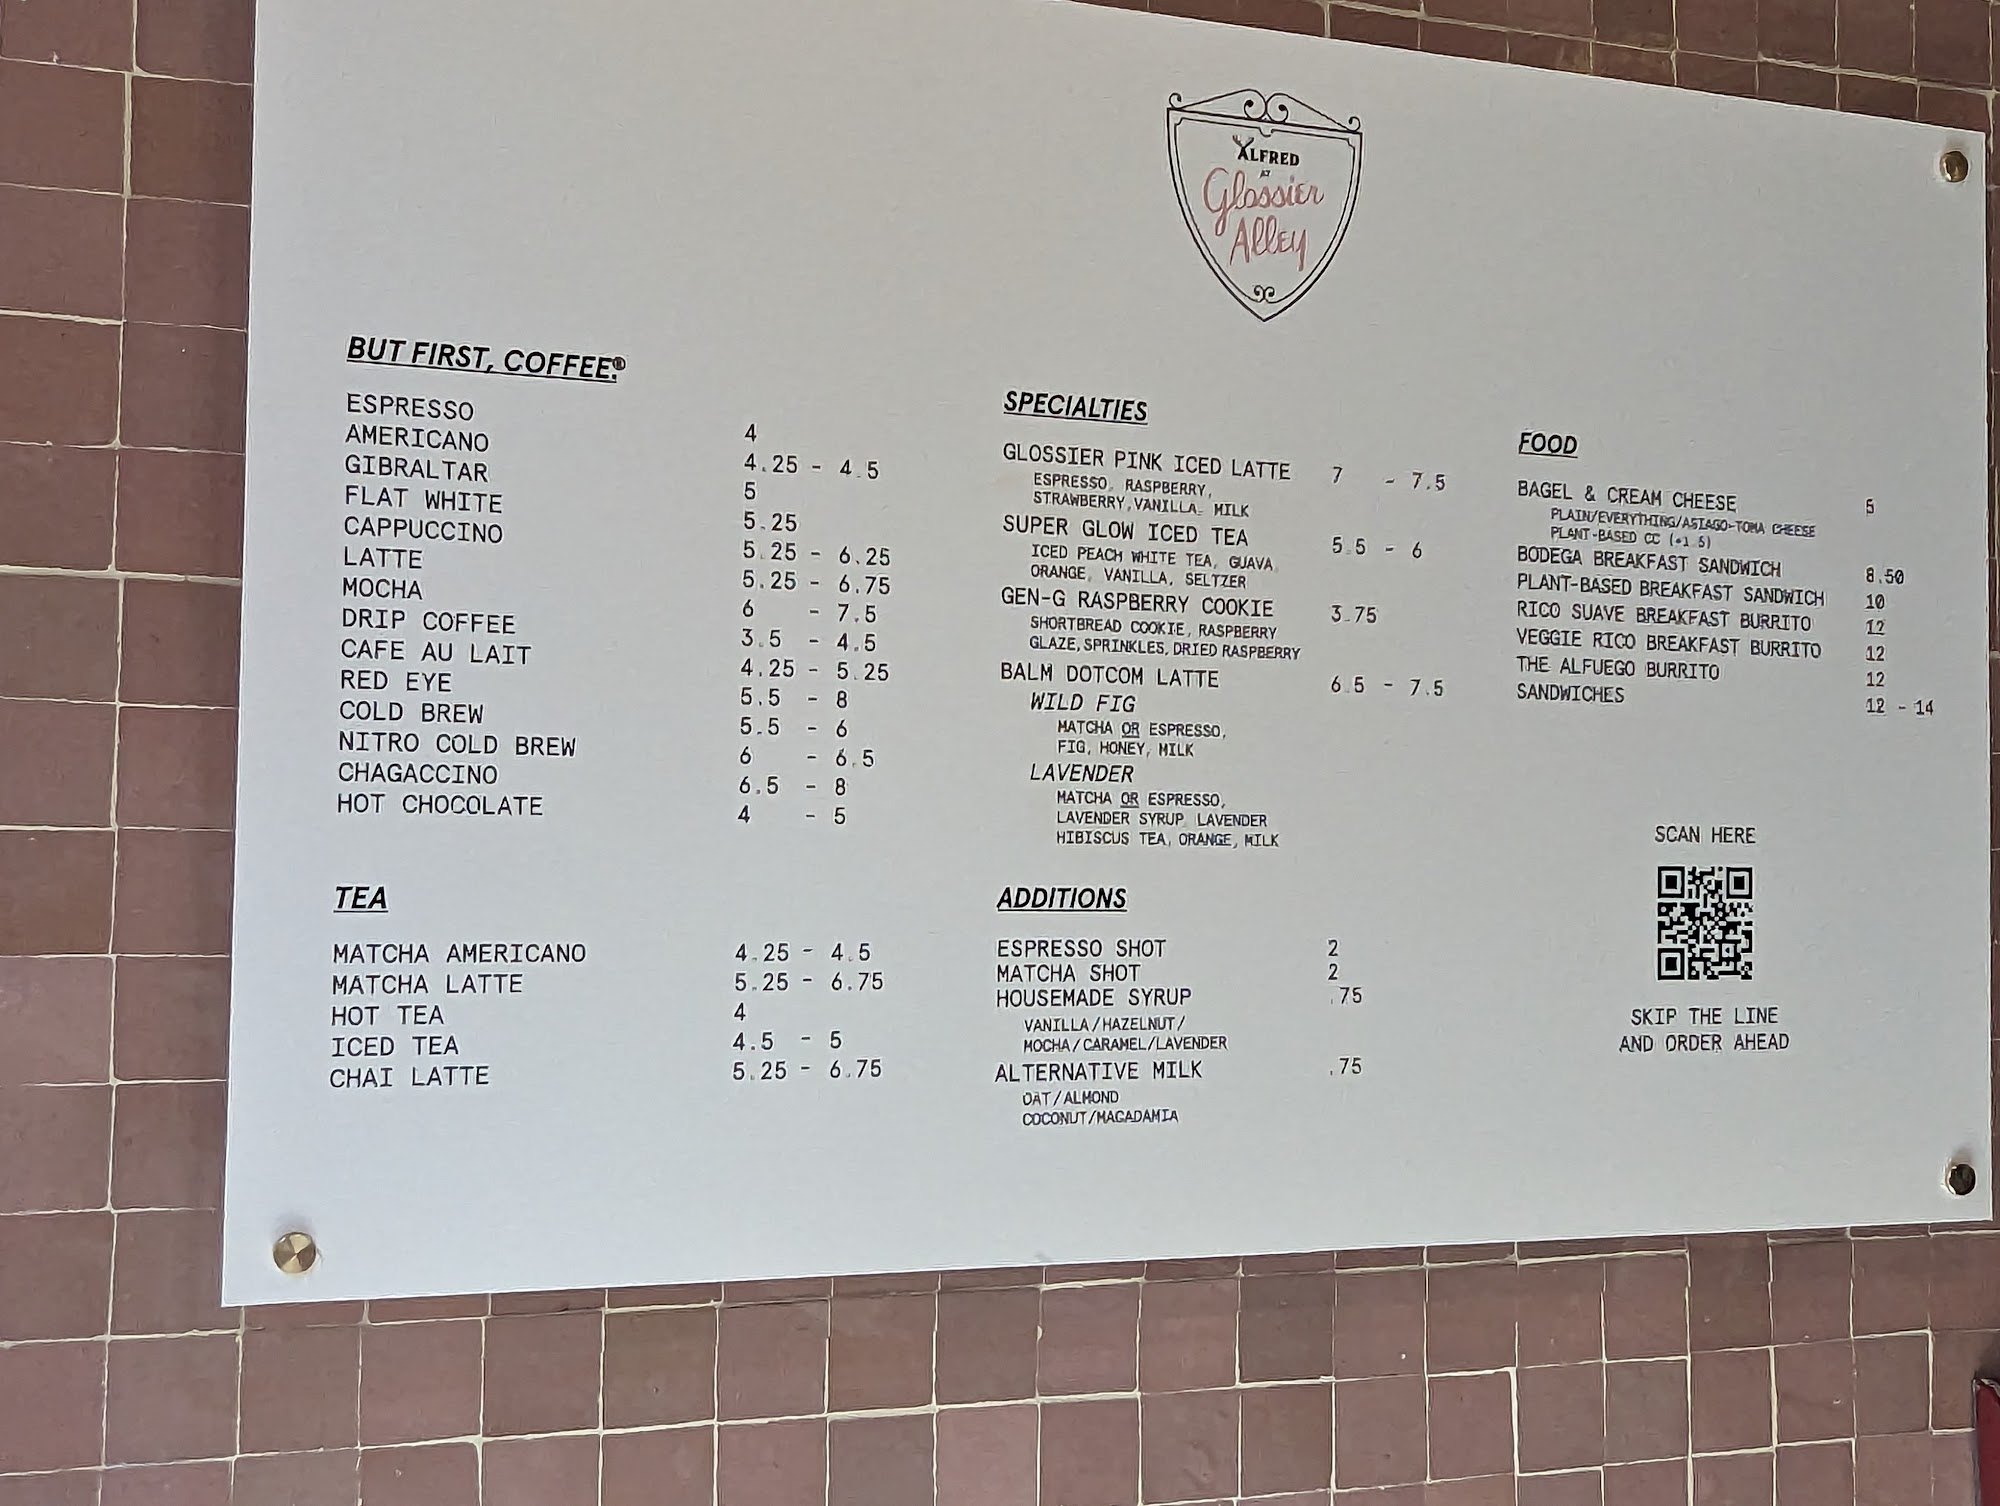 ALFRED
AT
Glossier
Alley
BUT FIRST, COFFEE.®
ESPRESSO 4
AMERICANO 4.25 - 4.5
GIBRALTAR 5
FLAT WHITE 5.25
CAPPUCCINO 5.25 - 6.25
LATTE 5.25 - 6.75
MOCHA 6 - 7.5
DRIP COFFEE 3.5 - 4.5
CAFE AU LAIT 4.25 - 5.25
RED EYE 5.5 - 8
COLD BREW 5.5 - 6
NITRO COLD BREW 6 - 6.5
CHAGACCINO 6.5 - 8
HOT CHOCOLATE 4 - 5
TEA
MATCHA AMERICANO 4.25 - 4.5
MATCHA LATTE 5.25 - 6.75
HOT TEA 4
ICED TEA 4.5 - 5
CHAI LATTE 5.25 - 6.75
SPECIALTIES
GLOSSIER PINK ICED LATTE 7 - 7.5
ESPRESSO, RASPBERRY,
STRAWBERRY, VANILLA, MILK
SUPER GLOW ICED TEA 5.5 - 6
ICED PEACH WHITE TEA, GUAVA,
ORANGE, VANILLA, SELTZER
GEN-G RASPBERRY COOKIE 3.75
SHORTBREAD COOKIE, RASPBERRY
GLAZE, SPRINKLES, DRIED RASPBERRY
BALM DOTCOM LATTE 6.5 - 7.5
WILD FIG
MATCHA OR ESPRESSO,
FIG, HONEY, MILK
LAVENDER
MATCHA OR ESPRESSO,
LAVENDER SYRUP, LAVENDER
HIBISCUS TEA, ORANGE, MILK
ADDITIONS
ESPRESSO SHOT 2
MATCHA SHOT 2
HOUSEMADE SYRUP .75
VANILLA/HAZELNUT/
MOCHA/CARAMEL/LAVENDER
ALTERNATIVE MILK .75
OAT/ALMOND
COCONUT/MACADAMIA
FOOD
BAGEL & CREAM CHEESE 5
PLAIN/EVERYTHING/ASIAGO-TOMA CHEESE
PLANT-BASED CC (+1.5)
BODEGA BREAKFAST SANDWICH 8.50
PLANT-BASED BREAKFAST SANDWICH 10
RICO SUAVE BREAKFAST BURRITO 12
VEGGIE RICO BREAKFAST BURRITO 12
THE ALFUEGO BURRITO 12
SANDWICHES 12 - 14
SCAN HERE
SKIP THE LINE
AND ORDER AHEAD